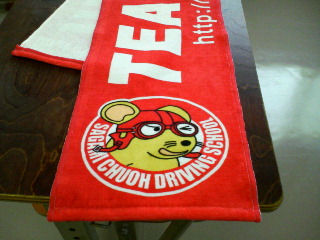 TEA
http://
SAGAMI CHUOH DRIVING SCHOOL